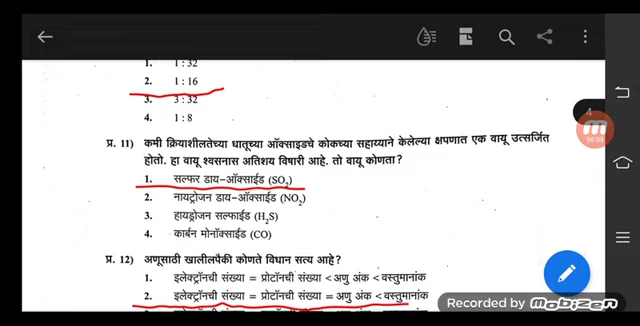 1. 1 : 32
2. 1 : 16
3. 3 : 32
4. 1 : 8
4
06:06
प्र. 11) कमी क्रियाशीलतेच्या धातूच्या ऑक्साइडचे कोकच्या सहाय्याने केलेल्या क्षपणात एक वायू उत्सर्जित
होतो. हा वायू श्वसनास अतिशय विषारी आहे. तो वायू कोणता?
1. सल्फर डाय-ऑक्साईड (SO2)
2. नायट्रोजन डाय-ऑक्साईड (NO2)
3. हायड्रोजन सल्फाईड (H2S)
4. कार्बन मोनॉक्साईड (CO)
प्र. 12) अणूसाठी खालीलपैकी कोणते विधान सत्य आहे?
1. इलेक्ट्रॉनची संख्या = प्रोटॉनची संख्या < अणु अंक < वस्तुमानांक
2. इलेक्ट्रॉनची संख्या = प्रोटॉनची संख्या = अणु अंक < वस्तुमानांक
Recorded by mobizen